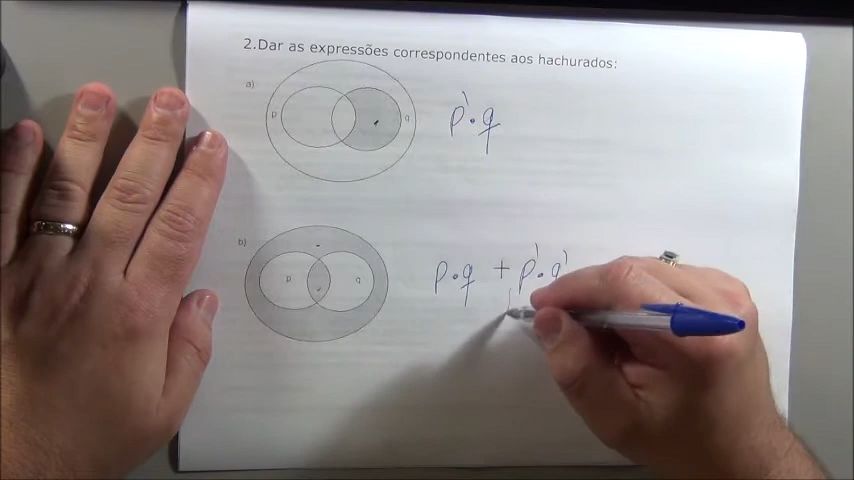 2.Dar as expressões correspondentes aos hachurados:
a)
P Q
p' • q
b)
P Q
p • q + p' • q'